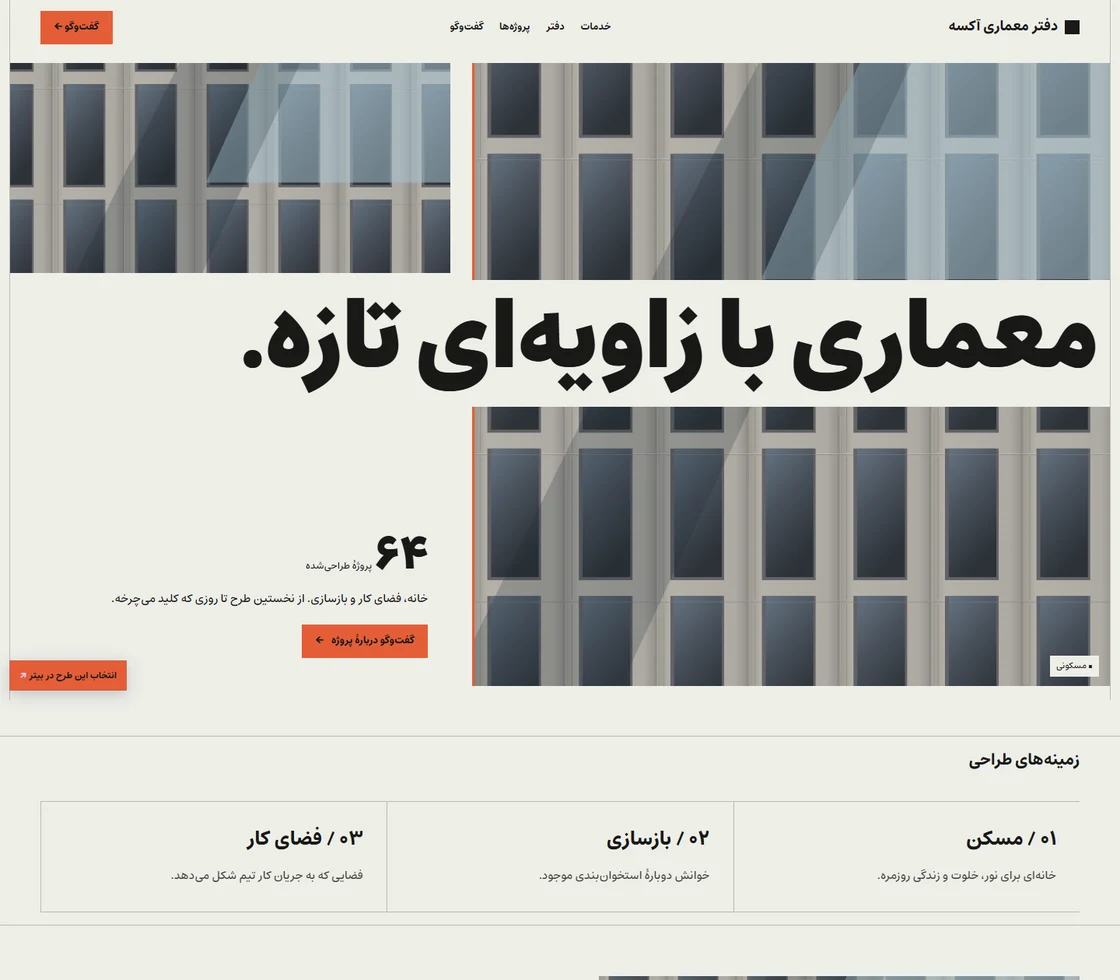 دفتر معماری آکسه
خدمات دفتر پروژه‌ها گفت‌وگو
گفت‌وگو ←
معماری با زاویه‌ای تازه.
۶۴ پروژهٔ طراحی‌شده
خانه، فضای کار و بازسازی. از نخستین طرح تا روزی که کلید می‌چرخد.
گفت‌وگو دربارهٔ پروژه ←
مسکونی
انتخاب این طرح در بیتر ↗
زمینه‌های طراحی
۰۱ / مسکن
خانه‌ای برای نور، خلوت و زندگی روزمره.
۰۲ / بازسازی
خوانش دوبارهٔ استخوان‌بندی موجود.
۰۳ / فضای کار
فضایی که به جریان کار تیم شکل می‌دهد.